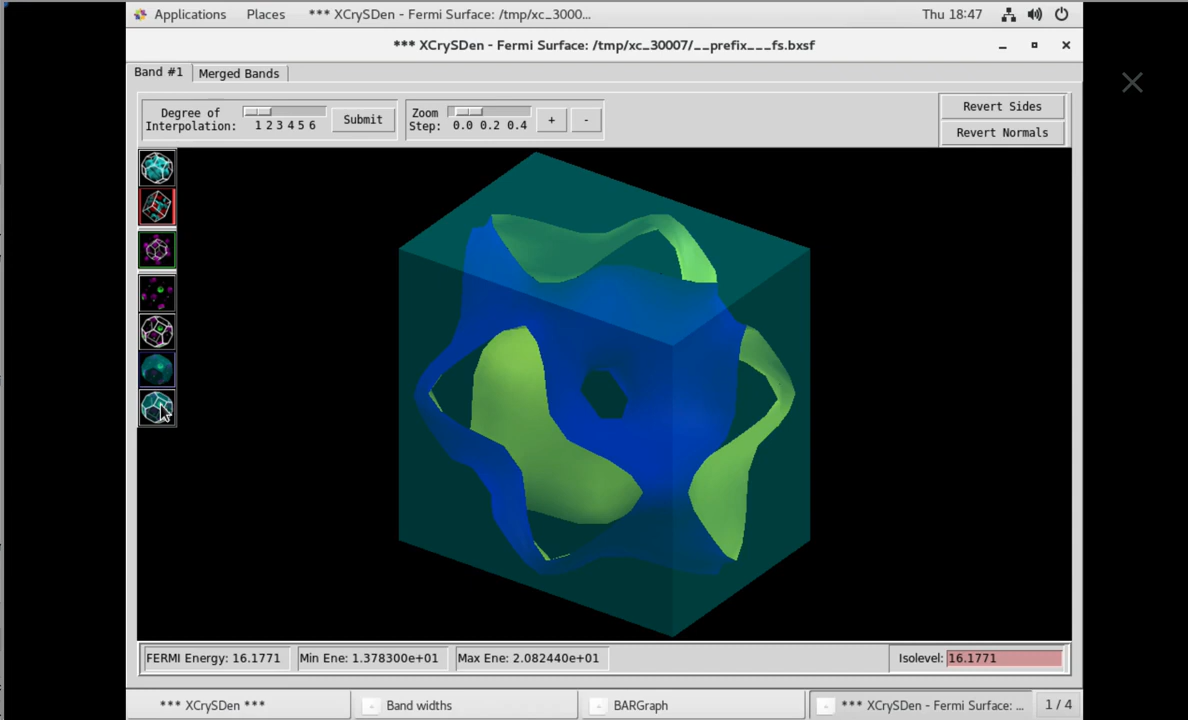 Applications Places *** XCrySDen - Fermi Surface: /tmp/xc_3000... Thu 18:47
*** XCrySDen - Fermi Surface: /tmp/xc_30007/__prefix___fs.bxsf
Band #1 Merged Bands
Degree of
Interpolation: 1 2 3 4 5 6 Submit
Zoom
Step: 0.0 0.2 0.4 + -
Revert Sides
Revert Normals
FERMI Energy: 16.1771 Min Ene: 1.378300e+01 Max Ene: 2.082440e+01 Isolevel: 16.1771
*** XCrySDen *** Band widths BARGraph *** XCrySDen - Fermi Surface: ... 1 / 4